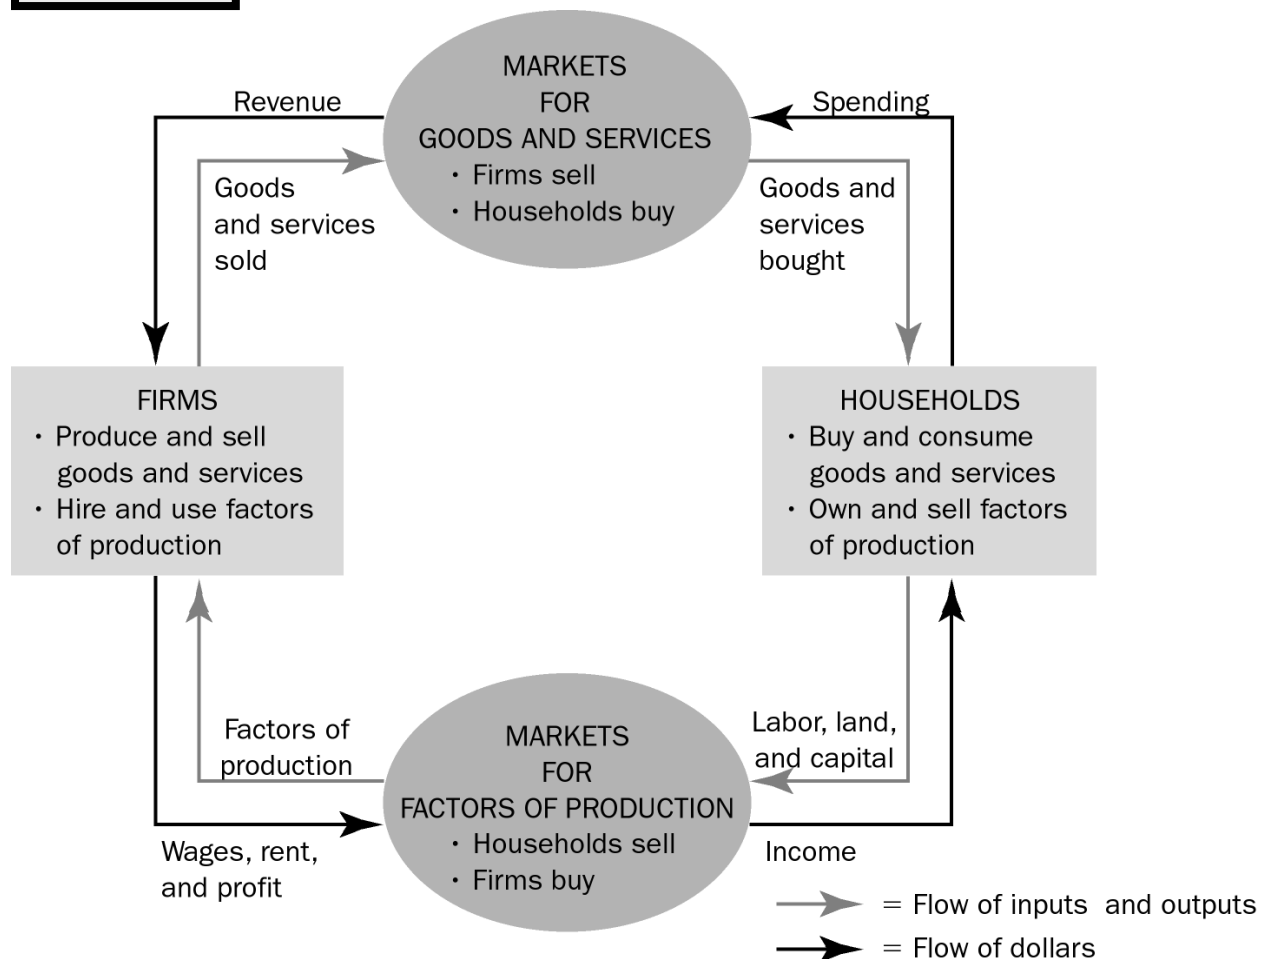 MARKETS
FOR
GOODS AND SERVICES
• Firms sell
• Households buy
Revenue
Spending
Goods
and services
sold
Goods and
services
bought
FIRMS
• Produce and sell
goods and services
• Hire and use factors
of production
HOUSEHOLDS
• Buy and consume
goods and services
• Own and sell factors
of production
Factors of
production
Labor, land,
and capital
MARKETS
FOR
FACTORS OF PRODUCTION
• Households sell
• Firms buy
Wages, rent,
and profit
Income
= Flow of inputs and outputs
= Flow of dollars